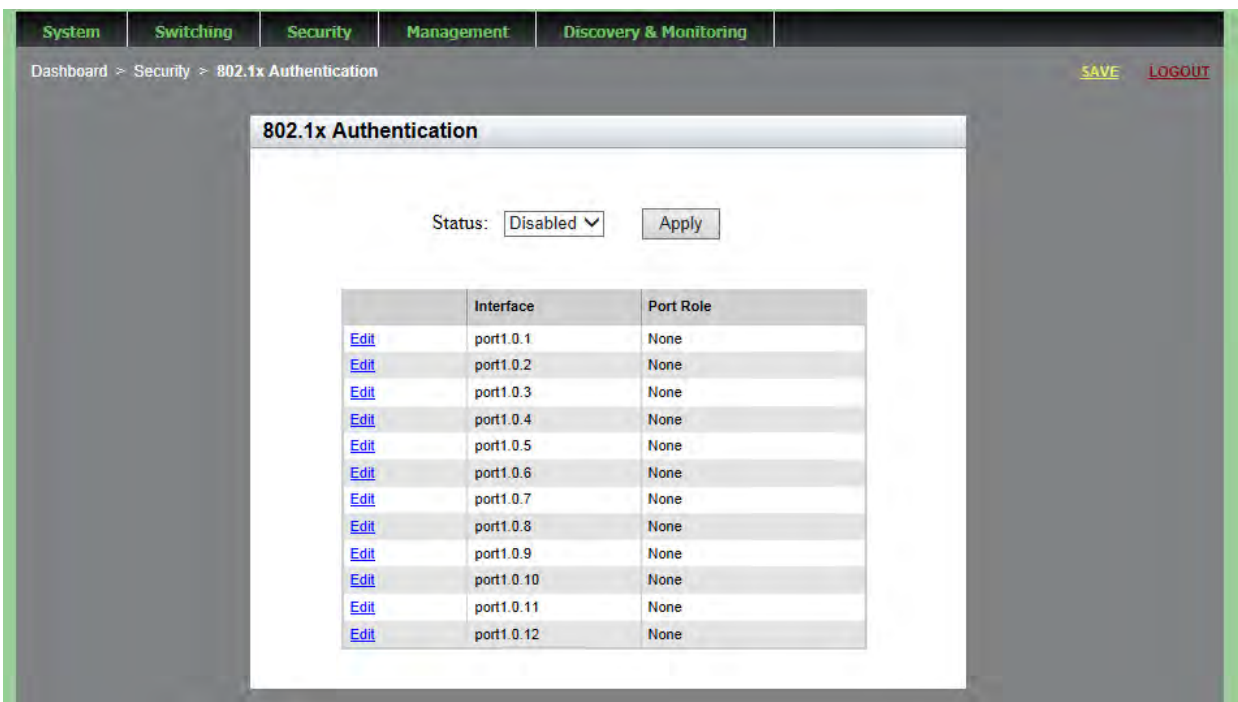 System Switching Security Management Discovery & Monitoring
Dashboard > Security > 802.1x Authentication SAVE LOGOUT
802.1x Authentication
Status: Disabled Apply
Interface Port Role
Edit port1.0.1 None
Edit port1.0.2 None
Edit port1.0.3 None
Edit port1.0.4 None
Edit port1.0.5 None
Edit port1.0.6 None
Edit port1.0.7 None
Edit port1.0.8 None
Edit port1.0.9 None
Edit port1.0.10 None
Edit port1.0.11 None
Edit port1.0.12 None